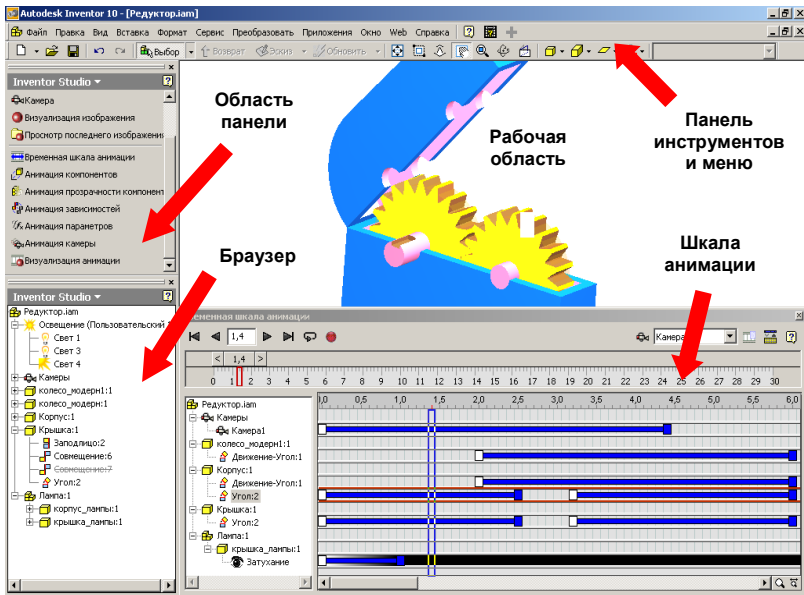 Autodesk Inventor 10 - [Редуктор.iam]
Файл Правка Вид Вставка Формат Сервис Преобразовать Приложения Окно Web Справка
Выбор Возврат Эскиз Обновить
Inventor Studio
Камера
Визуализация изображения
Просмотр последнего изображени
Временная шкала анимации
Анимация компонентов
Анимация прозрачности компонент
Анимация зависимостей
Анимация параметров
Анимация камеры
Визуализация анимации
Область
панели
Рабочая
область
Панель
инструментов
и меню
Браузер
Шкала
анимации
Inventor Studio
Редуктор.iam
Освещение (Пользовательский
Свет 1
Свет 3
Свет 4
Камеры
колесо_модерн1:1
колесо_модерн:1
Корпус:1
Крышка:1
Заподлицо:2
Совмещение:6
Совмещение:7
Угол:2
Лампа:1
корпус_лампы:1
крышка_лампы:1
Временная шкала анимации
1,4
Камера
< 1,4 >
0 1 2 3 4 5 6 7 8 9 10 11 12 13 14 15 16 17 18 19 20 21 22 23 24 25 26 27 28 29 30
Редуктор.iam
0,0 0,5 1,0 1,5 2,0 2,5 3,0 3,5 4,0 4,5 5,0 5,5 6,0
Камеры
Камера1
колесо_модерн1:1
Движение-Угол:1
Корпус:1
Движение-Угол:1
Угол:2
Крышка:1
Угол:2
Лампа:1
крышка_лампы:1
Затухание